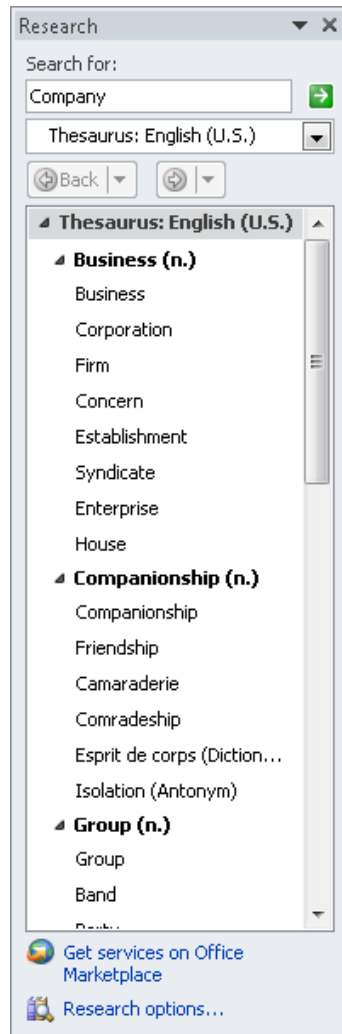 Research
Search for:
Company
Thesaurus: English (U.S.)
Back
Thesaurus: English (U.S.)
Business (n.)
Business
Corporation
Firm
Concern
Establishment
Syndicate
Enterprise
House
Companionship (n.)
Companionship
Friendship
Camaraderie
Comradeship
Esprit de corps (Diction...
Isolation (Antonym)
Group (n.)
Group
Band
Party
Get services on Office
Marketplace
Research options...